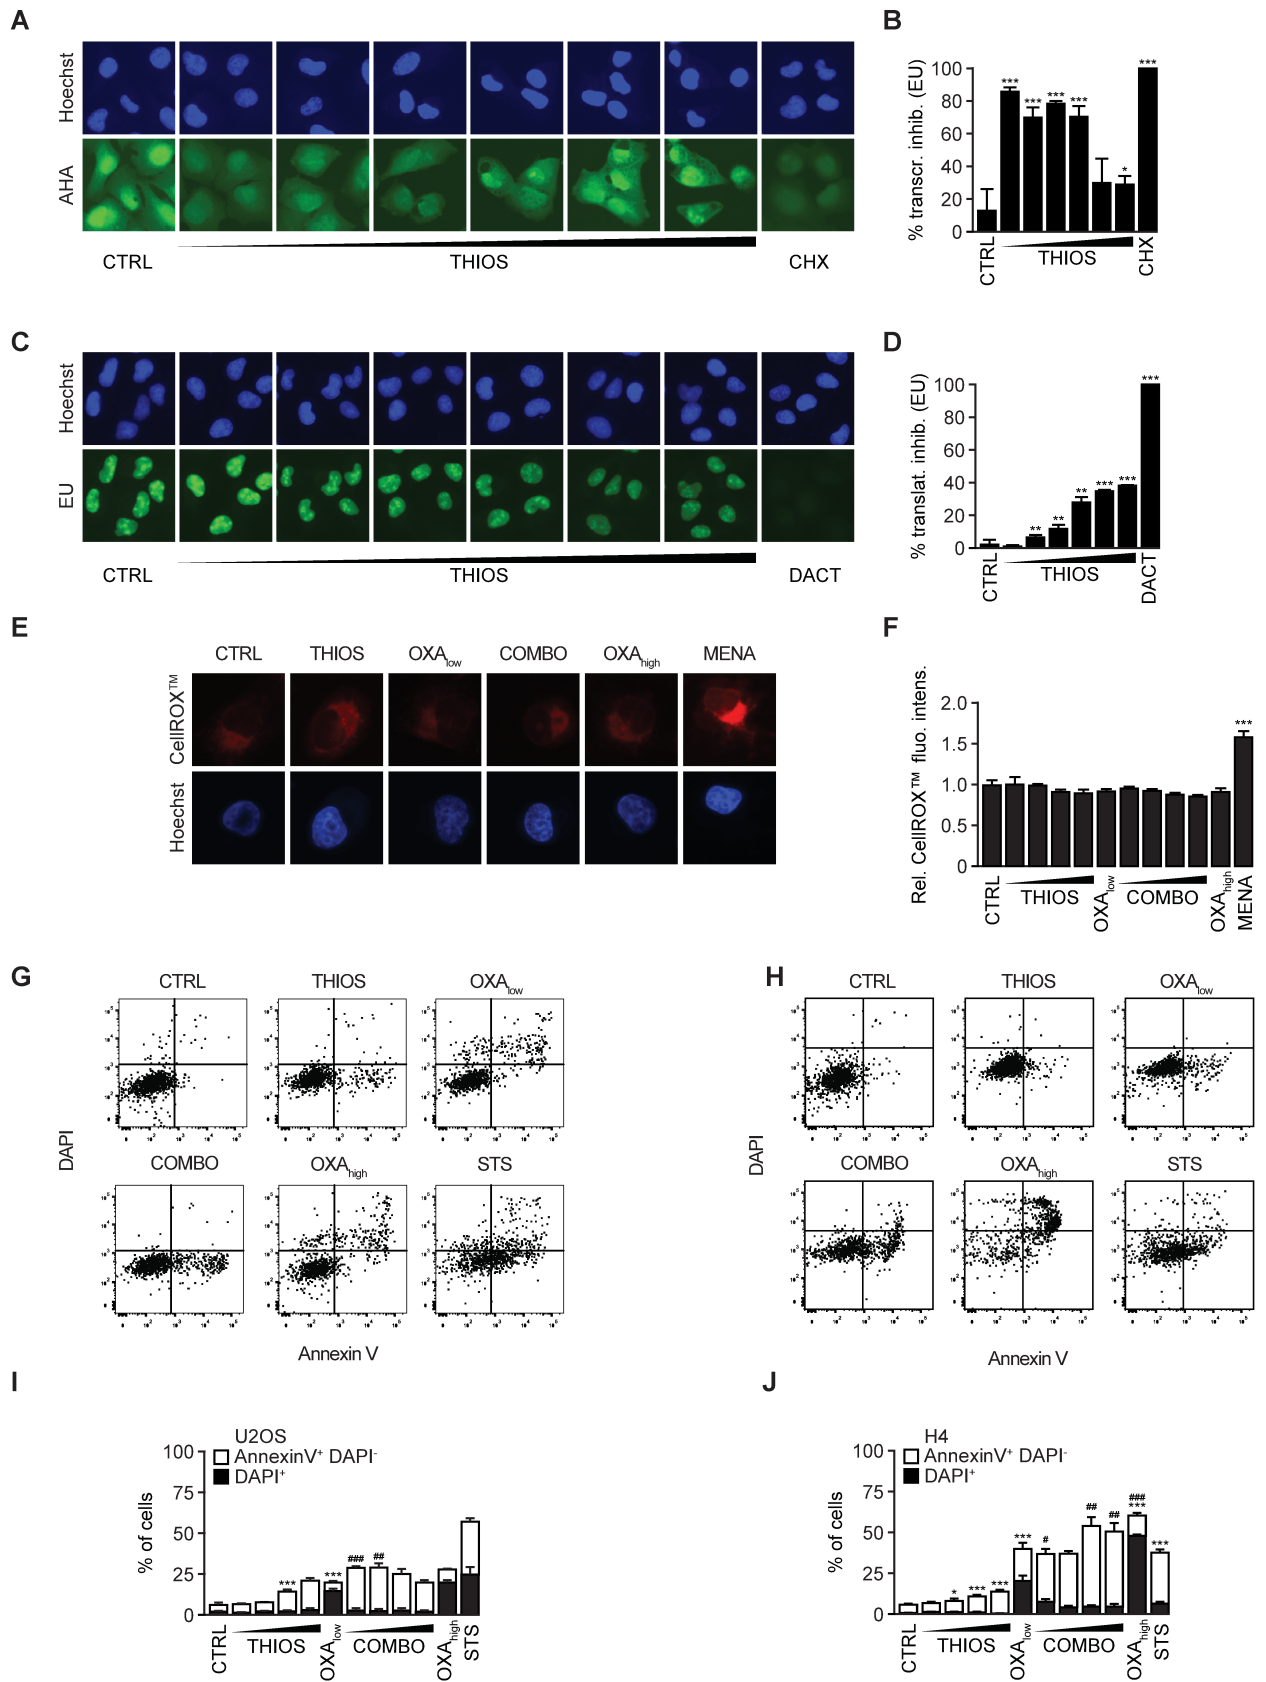 A
Hoechst
AHA
CTRL THIOS CHX
B
% transcr. inhib. (EU)
100
80
60
40
20
0
*** *** *** *** *** * ***
CTRL THIOS CHX
C
Hoechst
EU
CTRL THIOS DACT
D
% translat. inhib. (EU)
100
80
60
40
20
0
** ** ** *** *** ***
CTRL THIOS DACT
E
CTRL THIOS OXAlow COMBO OXAhigh MENA
CellROX™
Hoechst
F
Rel. CellROX™ fluo. intens.
2.0
1.5
1.0
0.5
0
***
CTRL THIOS OXAlow COMBO OXAhigh MENA
G
CTRL THIOS OXAlow
COMBO OXAhigh STS
DAPI
Annexin V
H
CTRL THIOS OXAlow
COMBO OXAhigh STS
DAPI
Annexin V
I
U2OS
AnnexinV+ DAPI-
DAPI+
% of cells
100
75
50
25
0
*** *** ### ##
CTRL THIOS OXAlow COMBO OXAhigh STS
J
H4
AnnexinV+ DAPI-
DAPI+
% of cells
100
75
50
25
0
* *** *** *** # ## ## ### *** ***
CTRL THIOS OXAlow COMBO OXAhigh STS